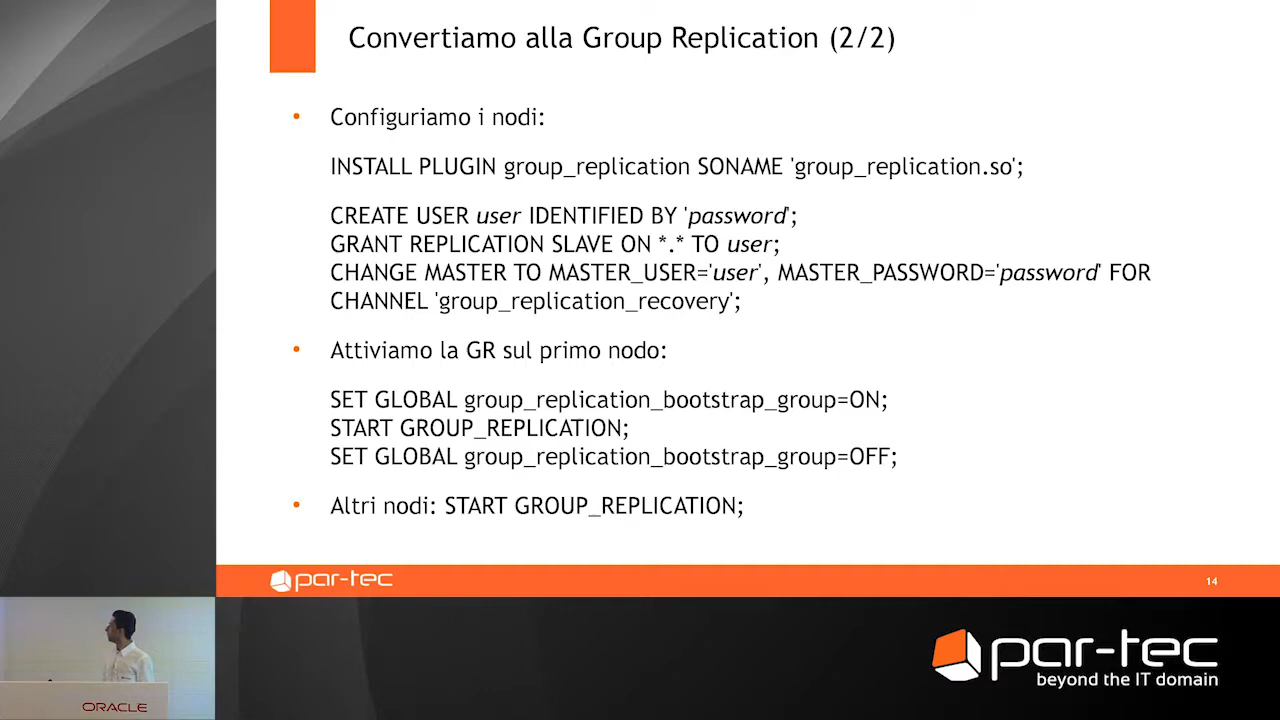 Convertiamo alla Group Replication (2/2)
• Configuriamo i nodi:
INSTALL PLUGIN group_replication SONAME 'group_replication.so';
CREATE USER user IDENTIFIED BY 'password';
GRANT REPLICATION SLAVE ON *.* TO user;
CHANGE MASTER TO MASTER_USER='user', MASTER_PASSWORD='password' FOR
CHANNEL 'group_replication_recovery';
• Attiviamo la GR sul primo nodo:
SET GLOBAL group_replication_bootstrap_group=ON;
START GROUP_REPLICATION;
SET GLOBAL group_replication_bootstrap_group=OFF;
• Altri nodi: START GROUP_REPLICATION;
par-tec
14
ORACLE
par-tec
beyond the IT domain